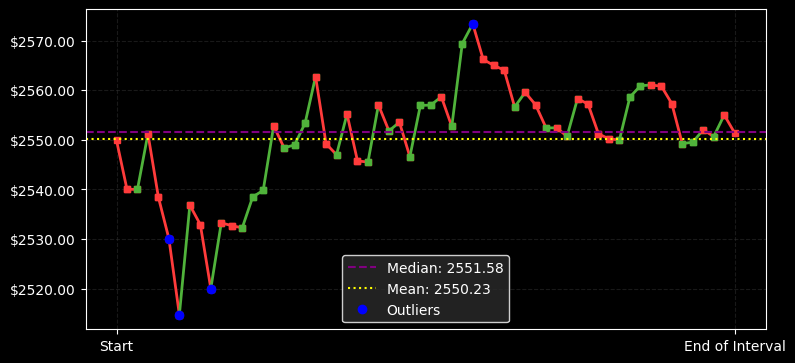 $2570.00
$2560.00
$2550.00
$2540.00
$2530.00
$2520.00
Median: 2551.58
Mean: 2550.23
Outliers
Start
End of Interval